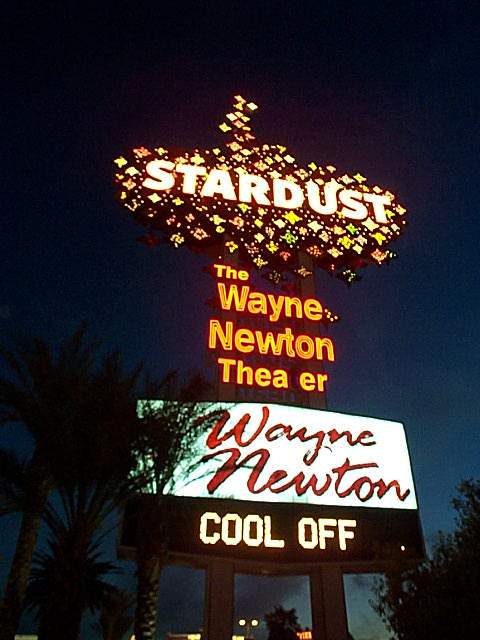 STARDUST
The
Wayne
Newton
Thea er
Wayne
Newton
COOL OFF